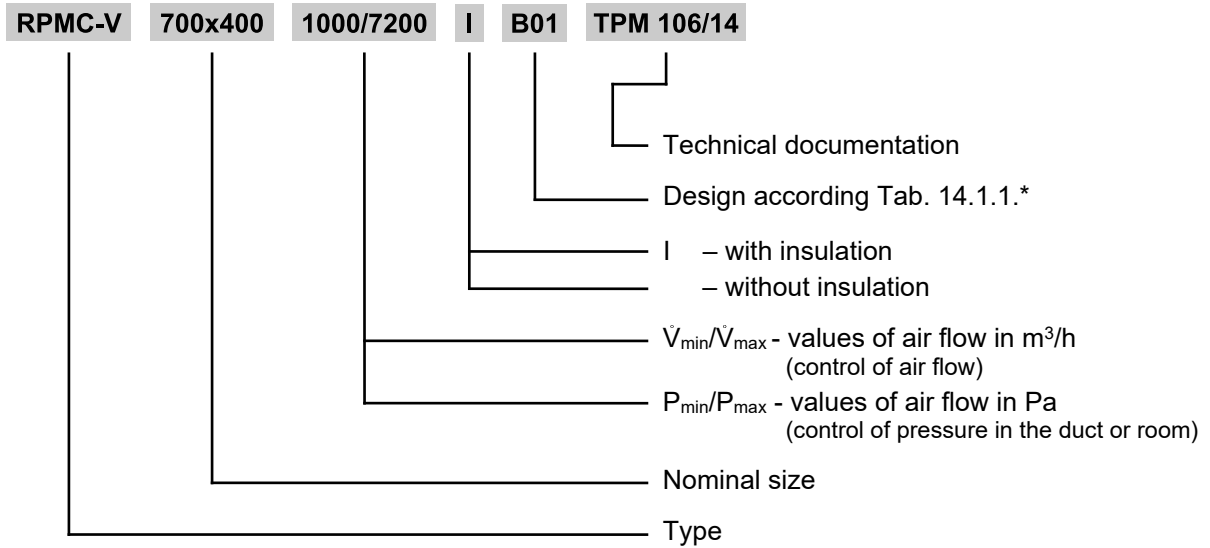 RPMC-V 700x400 1000/7200 I B01 TPM 106/14
Technical documentation
Design according Tab. 14.1.1.*
I – with insulation
– without insulation
V̊min/V̊max - values of air flow in m³/h
(control of air flow)
Pmin/Pmax - values of air flow in Pa
(control of pressure in the duct or room)
Nominal size
Type